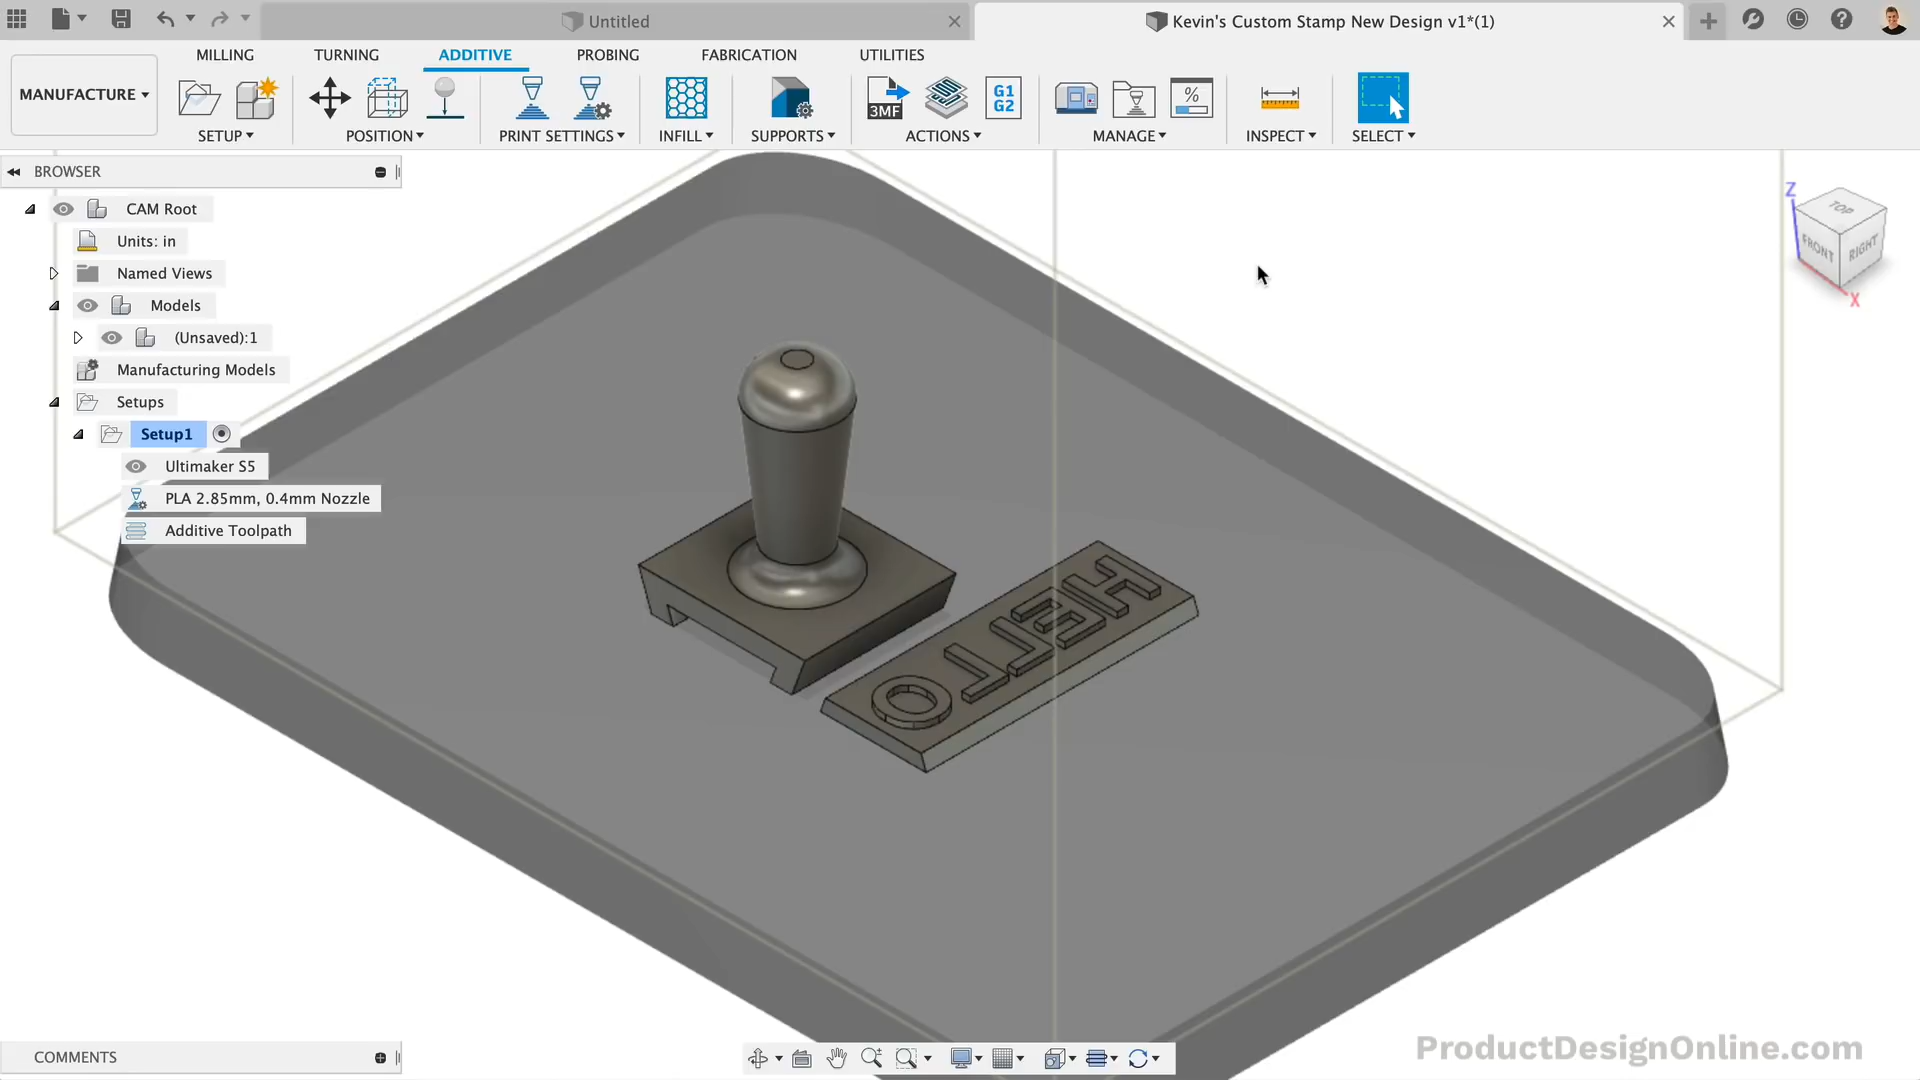 Untitled
Kevin's Custom Stamp New Design v1*(1)
MANUFACTURE
MILLING
TURNING
ADDITIVE
PROBING
FABRICATION
UTILITIES
3MF
G1
G2
%
SETUP
POSITION
PRINT SETTINGS
INFILL
SUPPORTS
ACTIONS
MANAGE
INSPECT
SELECT
BROWSER
CAM Root
Units: in
Named Views
Models
(Unsaved):1
Manufacturing Models
Setups
Setup1
Ultimaker S5
PLA 2.85mm, 0.4mm Nozzle
Additive Toolpath
Z
TOP
FRONT
RIGHT
X
HELLO
COMMENTS
ProductDesignOnline.com